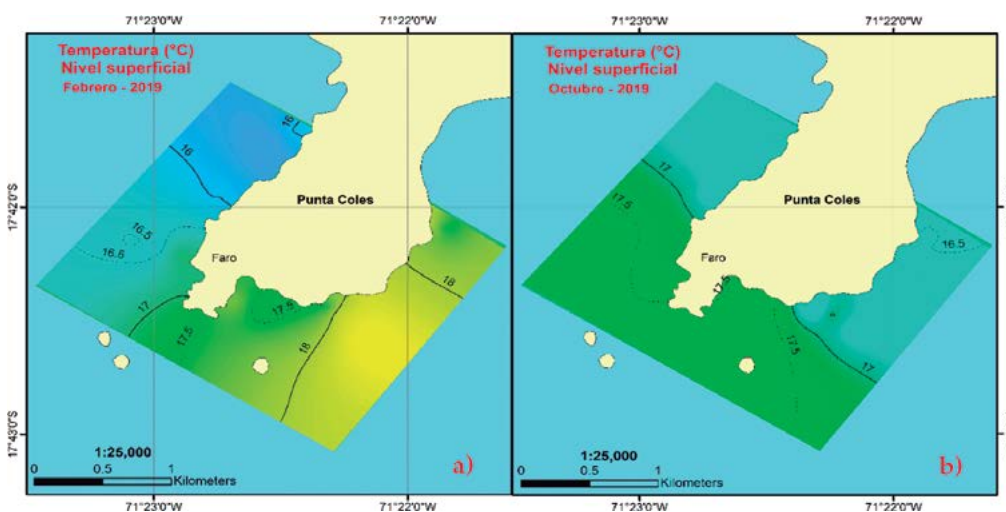 71°23'0"W
71°22'0"W
71°23'0"W
71°22'0"W
Temperatura (°C)
Nivel superficial
Febrero - 2019
16
16
17°42'0"S
Punta Coles
16.5
16.5
Faro
18
17
17.5
17.5
18
17°43'0"S
1:25,000
0
0.5
1
Kilometers
a)
Temperatura (°C)
Nivel superficial
Octubre - 2019
17
17.5
Punta Coles
16.5
Faro
17.5
17.5
17
1:25,000
0
0.5
1
Kilometers
b)
71°23'0"W
71°22'0"W
71°23'0"W
71°22'0"W